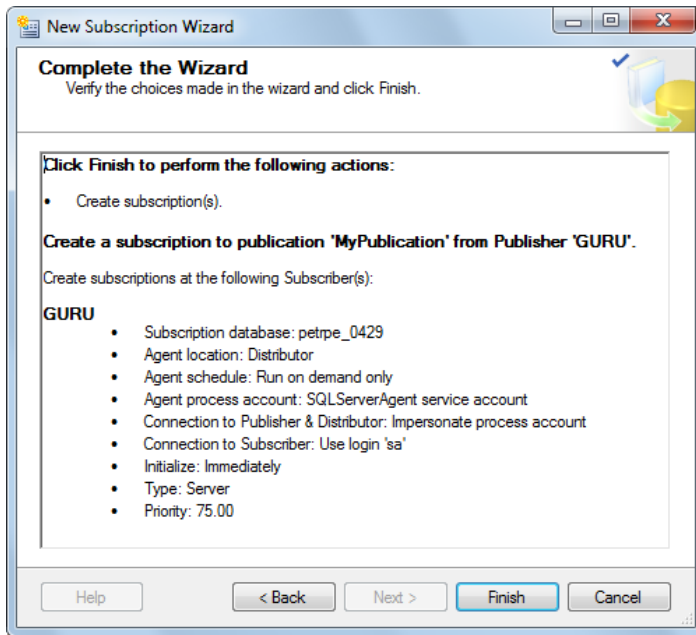 New Subscription Wizard
Complete the Wizard
Verify the choices made in the wizard and click Finish.
Click Finish to perform the following actions:
• Create subscription(s).
Create a subscription to publication 'MyPublication' from Publisher 'GURU'.
Create subscriptions at the following Subscriber(s):
GURU
• Subscription database: petrpe_0429
• Agent location: Distributor
• Agent schedule: Run on demand only
• Agent process account: SQLServerAgent service account
• Connection to Publisher & Distributor: Impersonate process account
• Connection to Subscriber: Use login 'sa'
• Initialize: Immediately
• Type: Server
• Priority: 75.00
Help < Back Next > Finish Cancel